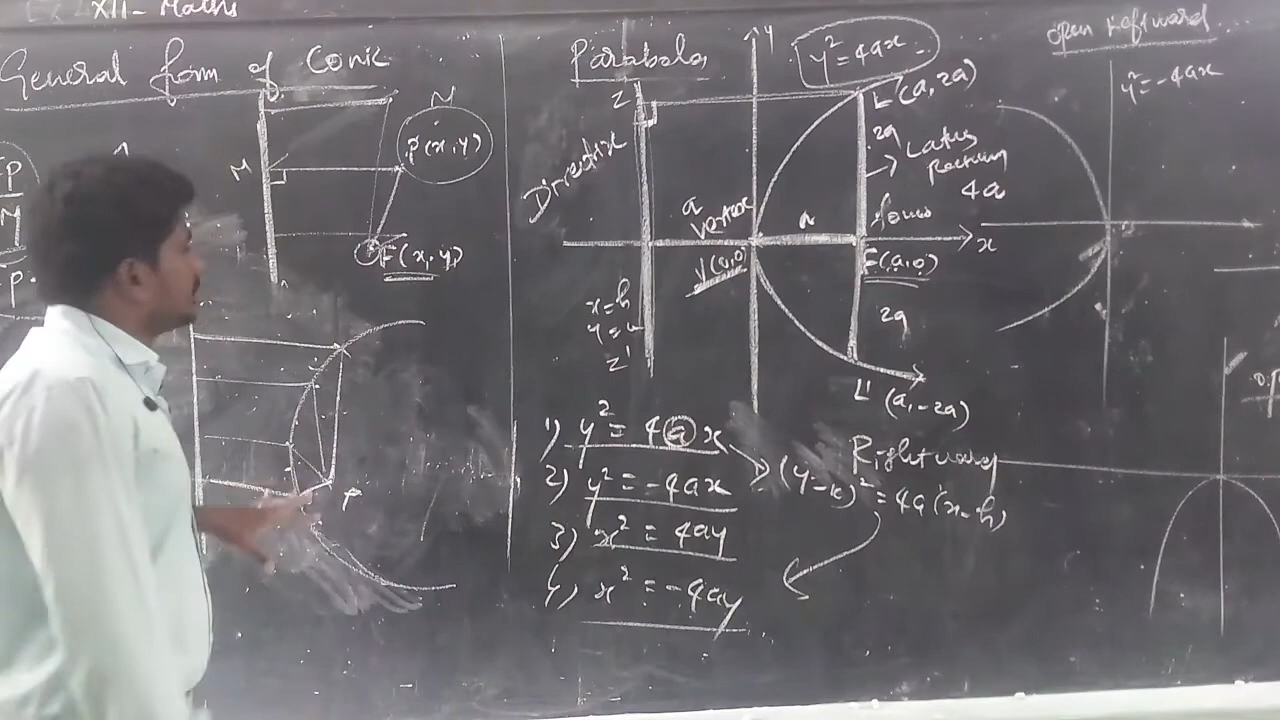 XII- Maths
General form of Conic
M
P(x,y)
M
F(x, y,)
P
Parabola
y² = 4ax
y
Z
L(a, 2a)
2a
Latus
Rectum
4a
Directrix
a
Vertex
V(0,0)
a
focus
F(a,0)
x
x=h
Z'
2a
L' (a,-2a)
1) y² = 4ax
Rightward
(y-k)² = 4a(x-h)
2) y² = -4ax
3) x² = 4ay
4) x² = -4ay
open leftward
y²=-4ax